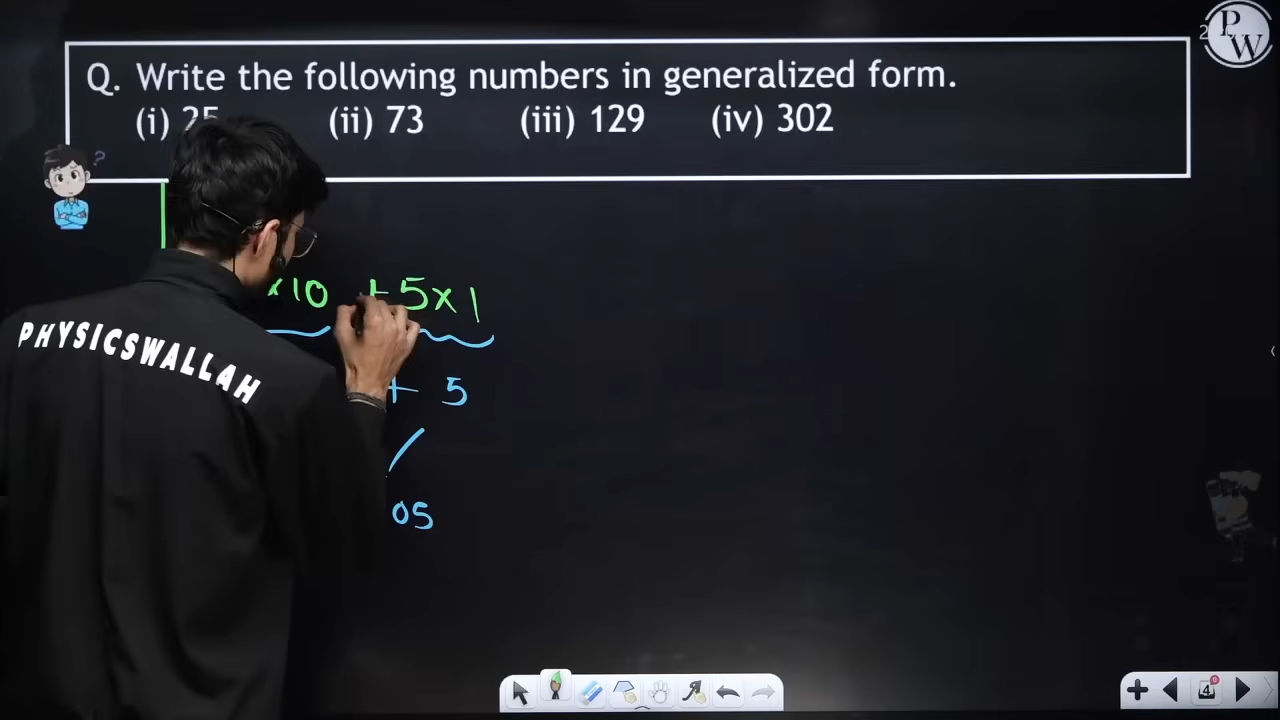 Q. Write the following numbers in generalized form.
(i) 25 (ii) 73 (iii) 129 (iv) 302
×10 + 5×1
+ 5
05
PHYSICSWALLAH
PW